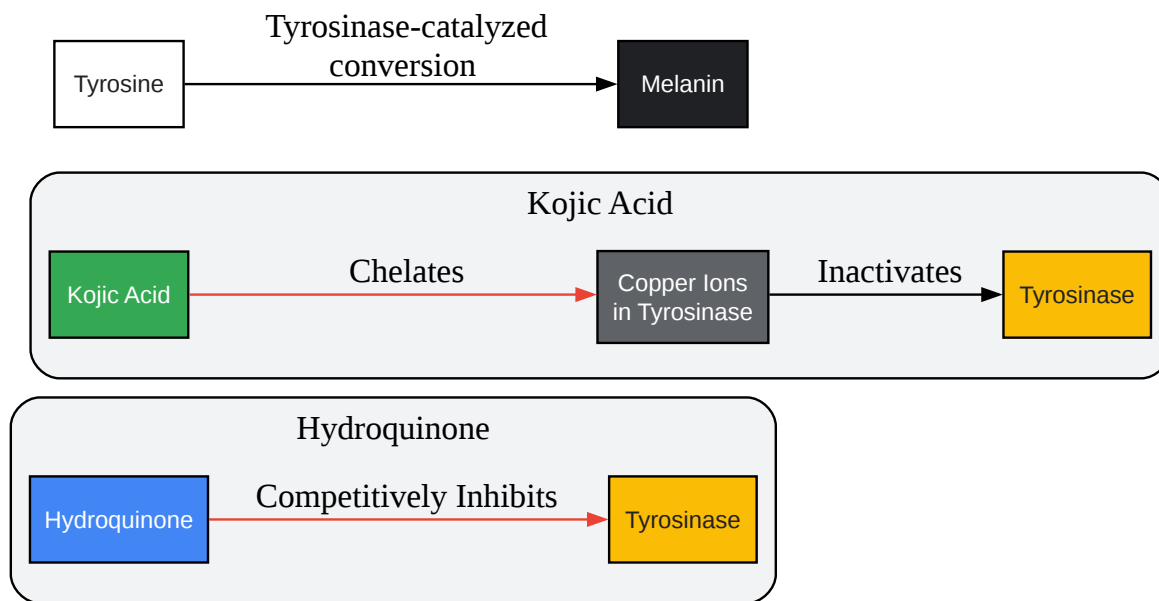 Tyrosinase-catalyzed
conversion
Tyrosine
Melanin
Kojic Acid
Chelates
Inactivates
Kojic Acid
Copper Ions
in Tyrosinase
Tyrosinase
Hydroquinone
Competitively Inhibits
Hydroquinone
Tyrosinase